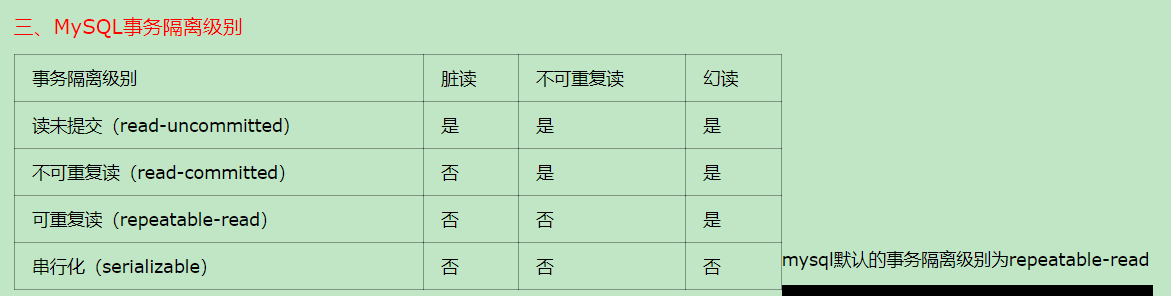 三、MySQL事务隔离级别
事务隔离级别 脏读 不可重复读 幻读
读未提交（read-uncommitted） 是 是 是
不可重复读（read-committed） 否 是 是
可重复读（repeatable-read） 否 否 是
串行化（serializable） 否 否 否
mysql默认的事务隔离级别为repeatable-read